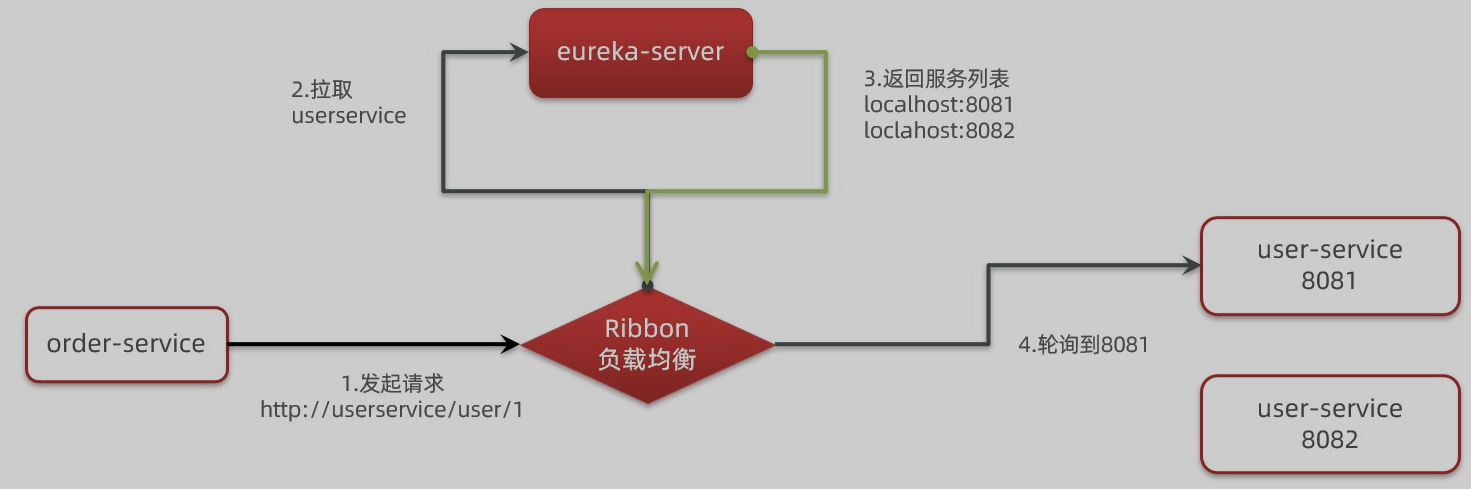 eureka-server
2.拉取
userservice
3.返回服务列表
localhost:8081
loclahost:8082
user-service
8081
order-service
Ribbon
负载均衡
4.轮询到8081
1.发起请求
http://userservice/user/1
user-service
8082